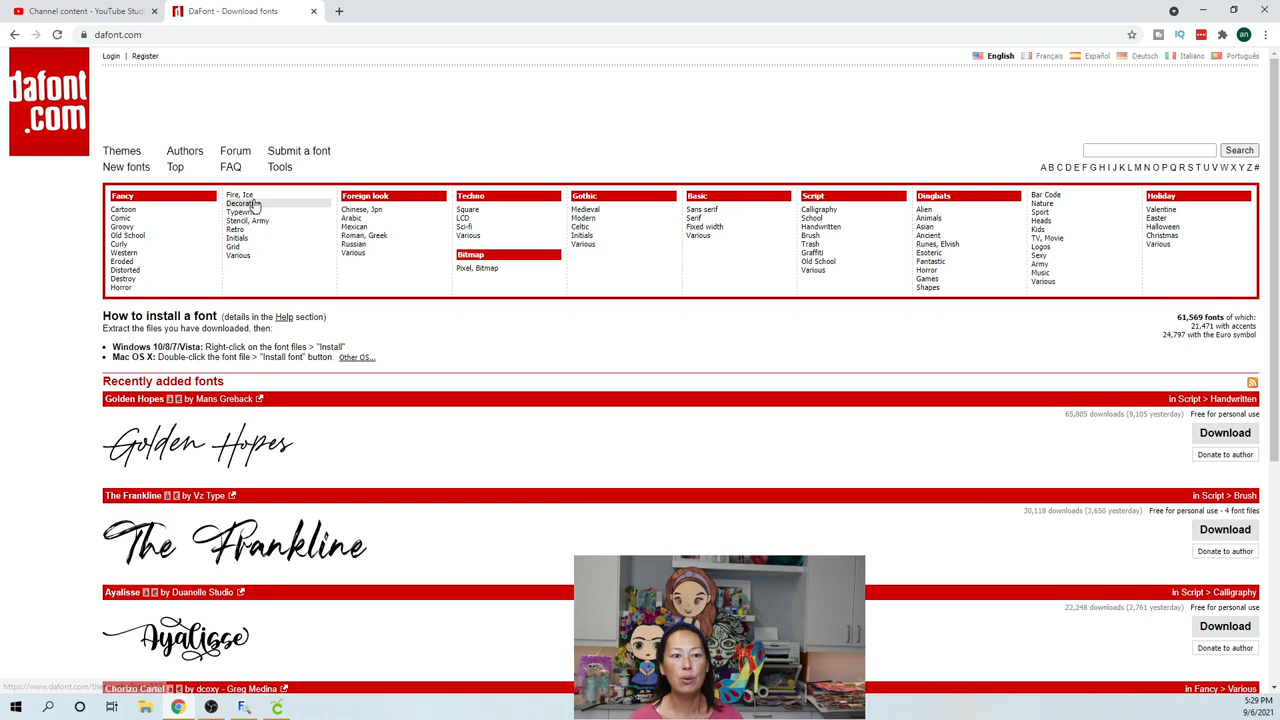 Channel content - YouTube Studi
DaFont - Download fonts
dafont.com
an
dafont
.com
Login | Register
English Français Español Deutsch Italiano Português
Themes Authors Forum Submit a font
New fonts Top FAQ Tools
Search
A B C D E F G H I J K L M N O P Q R S T U V W X Y Z #
Fancy
Cartoon
Comic
Groovy
Old School
Curly
Western
Eroded
Distorted
Destroy
Horror
Fire, Ice
Decorative
Typewriter
Stencil, Army
Retro
Initials
Grid
Various
Foreign look
Chinese, Jpn
Arabic
Mexican
Roman, Greek
Russian
Various
Techno
Square
LCD
Sci-fi
Various
Bitmap
Pixel, Bitmap
Gothic
Medieval
Modern
Celtic
Initials
Various
Basic
Sans serif
Serif
Fixed width
Various
Script
Calligraphy
School
Handwritten
Brush
Trash
Graffiti
Old School
Various
Dingbats
Alien
Animals
Asian
Ancient
Runes, Elvish
Esoteric
Fantastic
Horror
Games
Shapes
Bar Code
Nature
Sport
Heads
Kids
TV, Movie
Logos
Sexy
Army
Music
Various
Holiday
Valentine
Easter
Halloween
Christmas
Various
How to install a font (details in the Help section)
Extract the files you have downloaded, then:
Windows 10/8/7/Vista: Right-click on the font files > "Install"
Mac OS X: Double-click the font file > "Install font" button. Other OS...
61,569 fonts of which:
21,471 with accents
24,797 with the Euro symbol
Recently added fonts
Golden Hopes à € by Mans Greback in Script > Handwritten
65,805 downloads (9,105 yesterday) Free for personal use
Golden Hopes
Download
Donate to author
The Frankline à € by Vz Type in Script > Brush
30,118 downloads (3,650 yesterday) Free for personal use - 4 font files
The Frankline
Download
Donate to author
Ayalisse à € by Duanolle Studio in Script > Calligraphy
22,248 downloads (2,761 yesterday) Free for personal use
Ayalisse
Download
Donate to author
Chorizo Cartel à € by dcoxy - Greg Medina in Fancy > Various
5:29 PM
9/6/2021